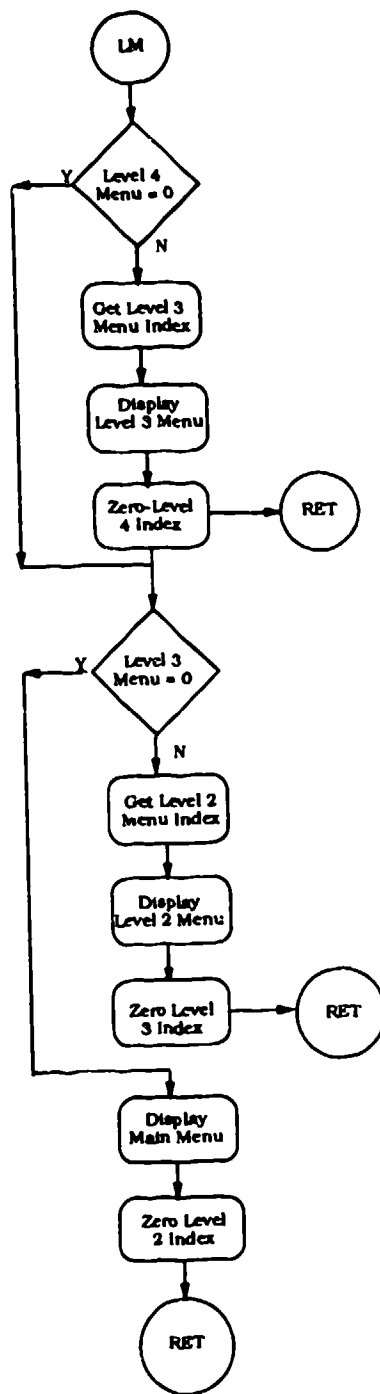 LM
Level 4
Menu = 0
Y
N
Get Level 3
Menu Index
Display
Level 3 Menu
Zero-Level
4 Index
RET
Level 3
Menu = 0
Y
N
Get Level 2
Menu Index
Display
Level 2 Menu
Zero Level
3 Index
RET
Display
Main Menu
Zero Level
2 Index
RET